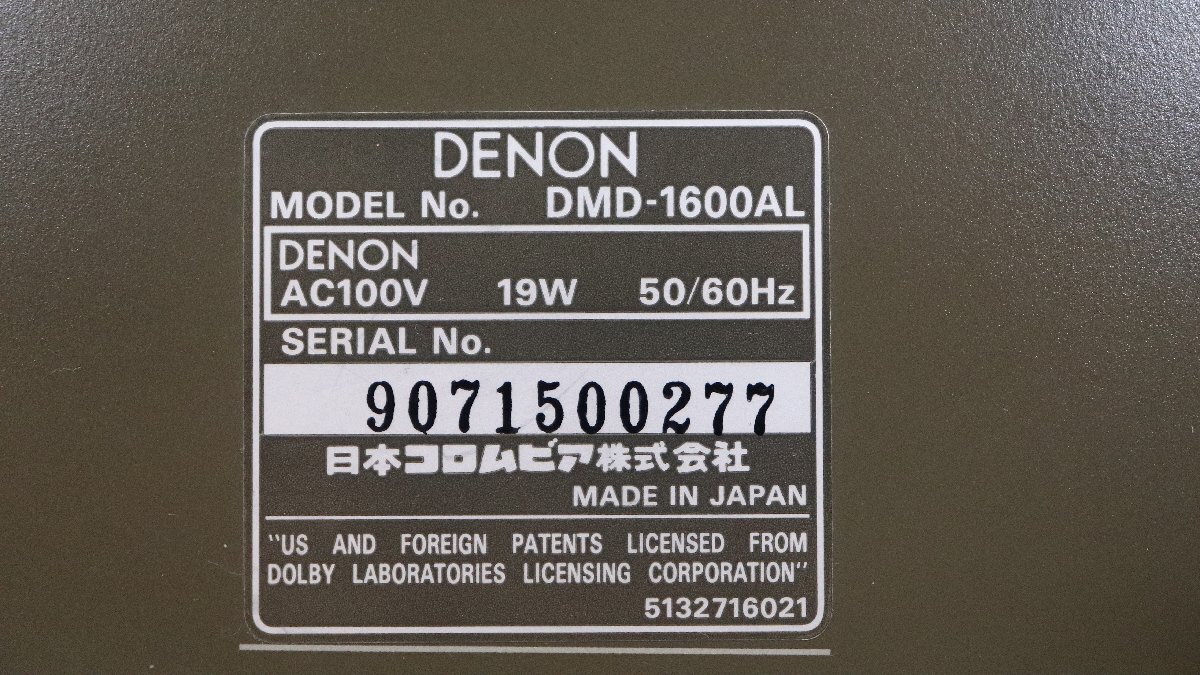 DENON
MODEL No. DMD-1600AL
DENON
AC100V 19W 50/60Hz
SERIAL No.
9071500277
日本コロムビア株式会社
MADE IN JAPAN
"US AND FOREIGN PATENTS LICENSED FROM
DOLBY LABORATORIES LICENSING CORPORATION"
5132716021